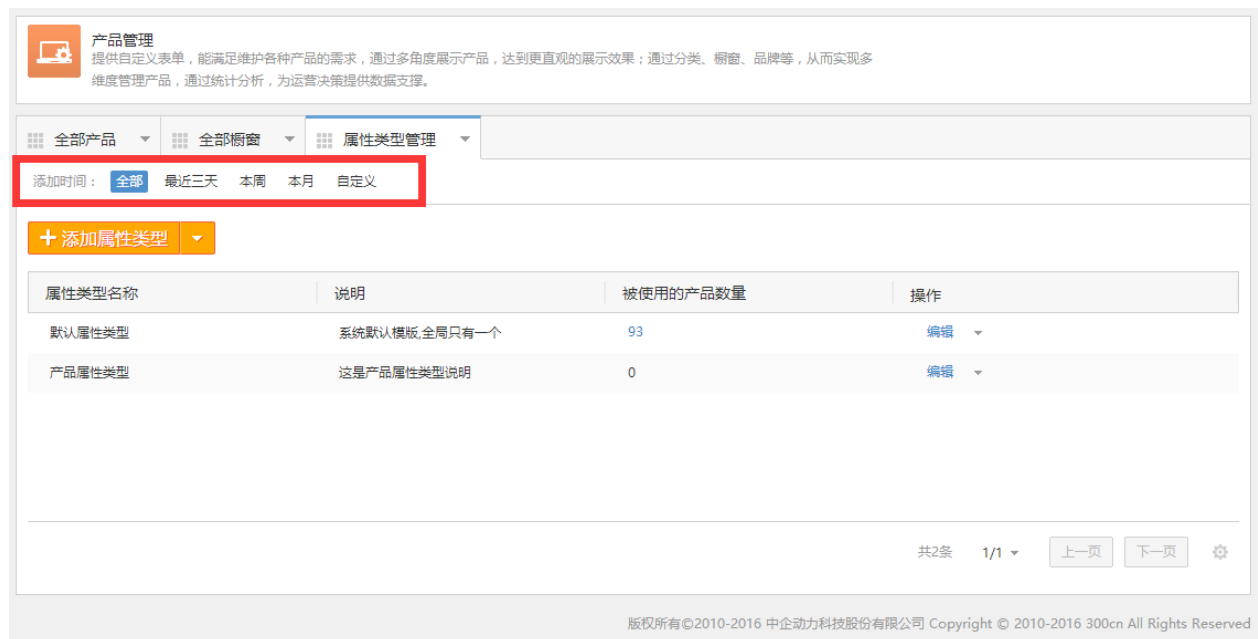 产品管理
提供自定义表单，能满足维护各种产品的需求，通过多角度展示产品，达到更直观的展示效果；通过分类、橱窗、品牌等，从而实现多
维度管理产品，通过统计分析，为运营决策提供数据支撑。
全部产品 全部橱窗 属性类型管理
添加时间： 全部 最近三天 本周 本月 自定义
添加属性类型
属性类型名称 说明 被使用的产品数量 操作
默认属性类型 系统默认模版,全局只有一个 93 编辑
产品属性类型 这是产品属性类型说明 0 编辑
共2条 1/1 上一页 下一页
版权所有©2010-2016 中企动力科技股份有限公司 Copyright © 2010-2016 300cn All Rights Reserved